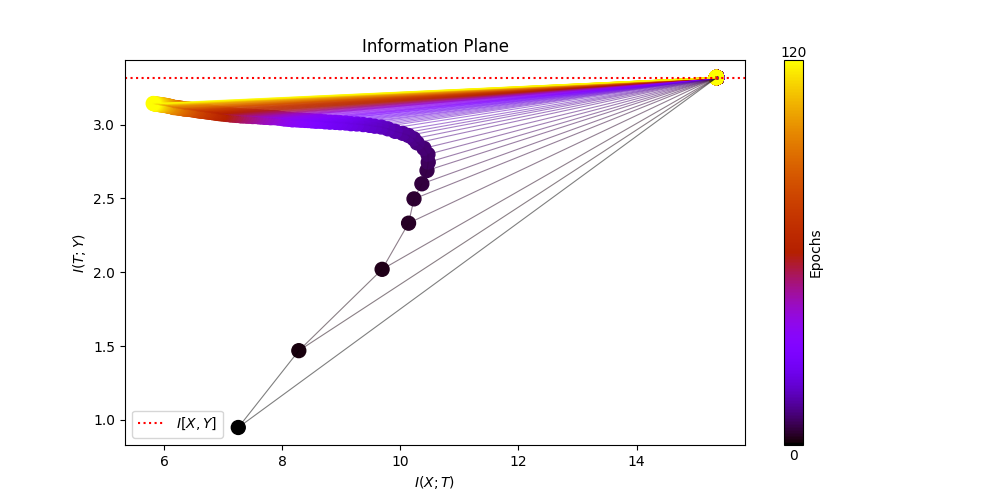 Information Plane
120
3.0
2.5
2.0
1.5
1.0
I(T; Y)
Epochs
I[X, Y]
0
6
8
10
12
14
I(X; T)